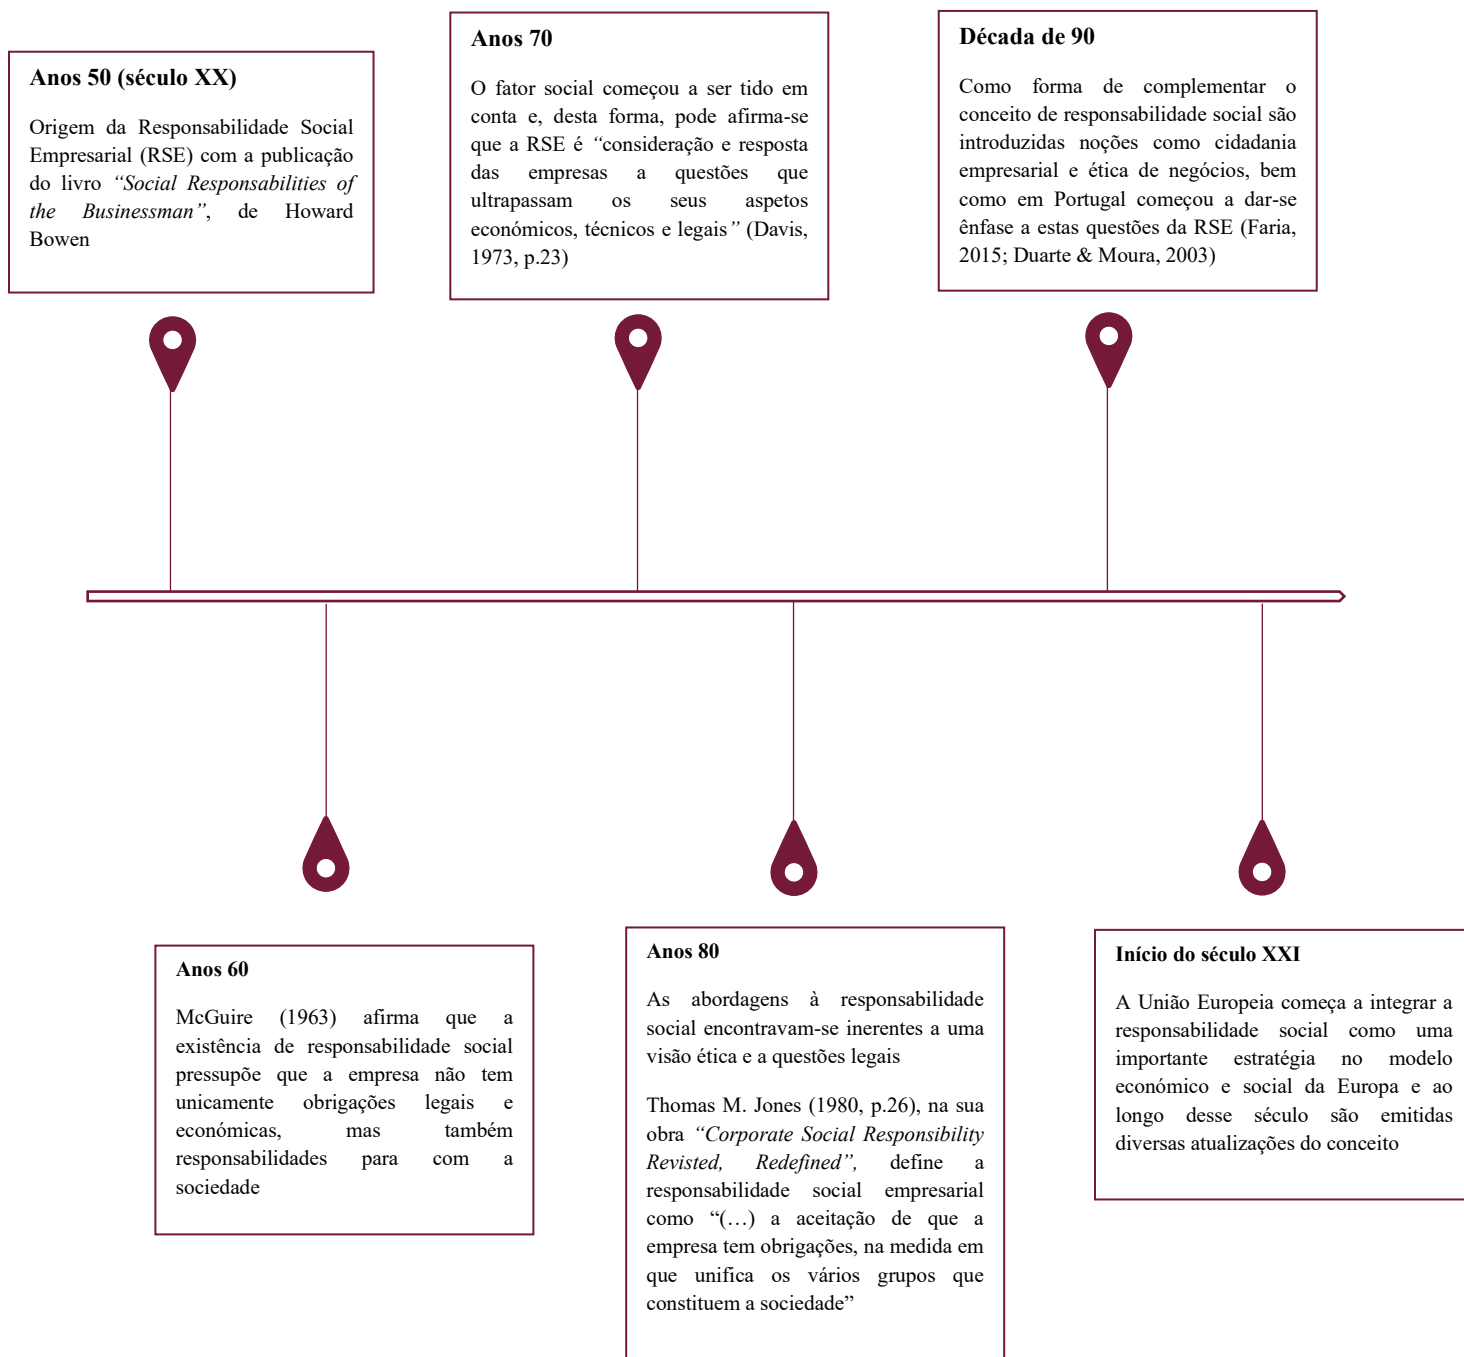 Anos 50 (século XX)
Origem da Responsabilidade Social
Empresarial (RSE) com a publicação
do livro “Social Responsabilities of
the Businessman”, de Howard
Bowen
Anos 60
McGuire (1963) afirma que a
existência de responsabilidade social
pressupõe que a empresa não tem
unicamente obrigações legais e
económicas, mas também
responsabilidades para com a
sociedade
Anos 70
O fator social começou a ser tido em
conta e, desta forma, pode afirma-se
que a RSE é “consideração e resposta
das empresas a questões que
ultrapassam os seus aspetos
económicos, técnicos e legais” (Davis,
1973, p.23)
Anos 80
As abordagens à responsabilidade
social encontravam-se inerentes a uma
visão ética e a questões legais
Thomas M. Jones (1980, p.26), na sua
obra “Corporate Social Responsibility
Revisted, Redefined”, define a
responsabilidade social empresarial
como “(…) a aceitação de que a
empresa tem obrigações, na medida em
que unifica os vários grupos que
constituem a sociedade”
Década de 90
Como forma de complementar o
conceito de responsabilidade social são
introduzidas noções como cidadania
empresarial e ética de negócios, bem
como em Portugal começou a dar-se
ênfase a estas questões da RSE (Faria,
2015; Duarte & Moura, 2003)
Início do século XXI
A União Europeia começa a integrar a
responsabilidade social como uma
importante estratégia no modelo
económico e social da Europa e ao
longo desse século são emitidas
diversas atualizações do conceito